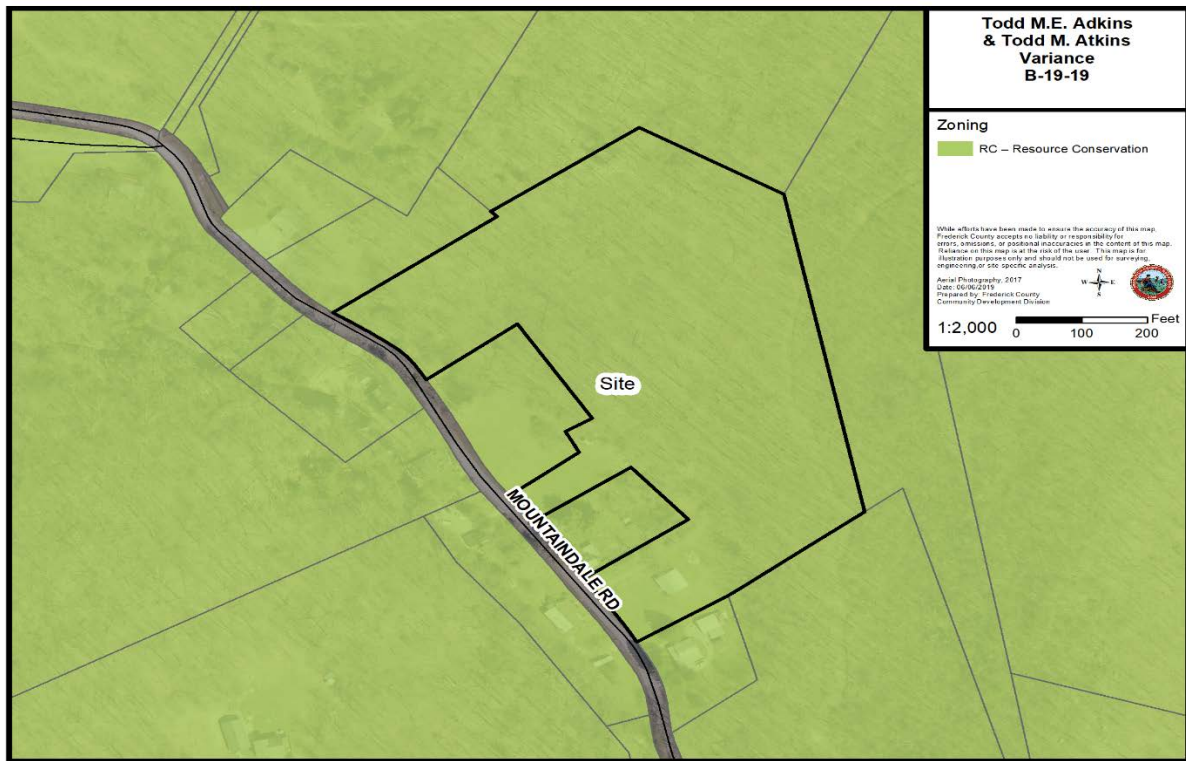 Todd M.E. Adkins
& Todd M. Atkins
Variance
B-19-19
Zoning
RC – Resource Conservation
While efforts have been made to ensure the accuracy of this map,
Frederick County accepts no liability or responsibility for
errors, omissions, or positional inaccuracies in the content of this map.
Reliance on this map is at the risk of the user. This map is for
illustration purposes only and should not be used for surveying,
engineering, or site specific analysis.
Aerial Photography, 2017
Date: 06/06/2019
Prepared by: Frederick County
Community Development Division
N
W E
S
1:2,000
Feet
0 100 200
Site
MOUNTAINDALE RD